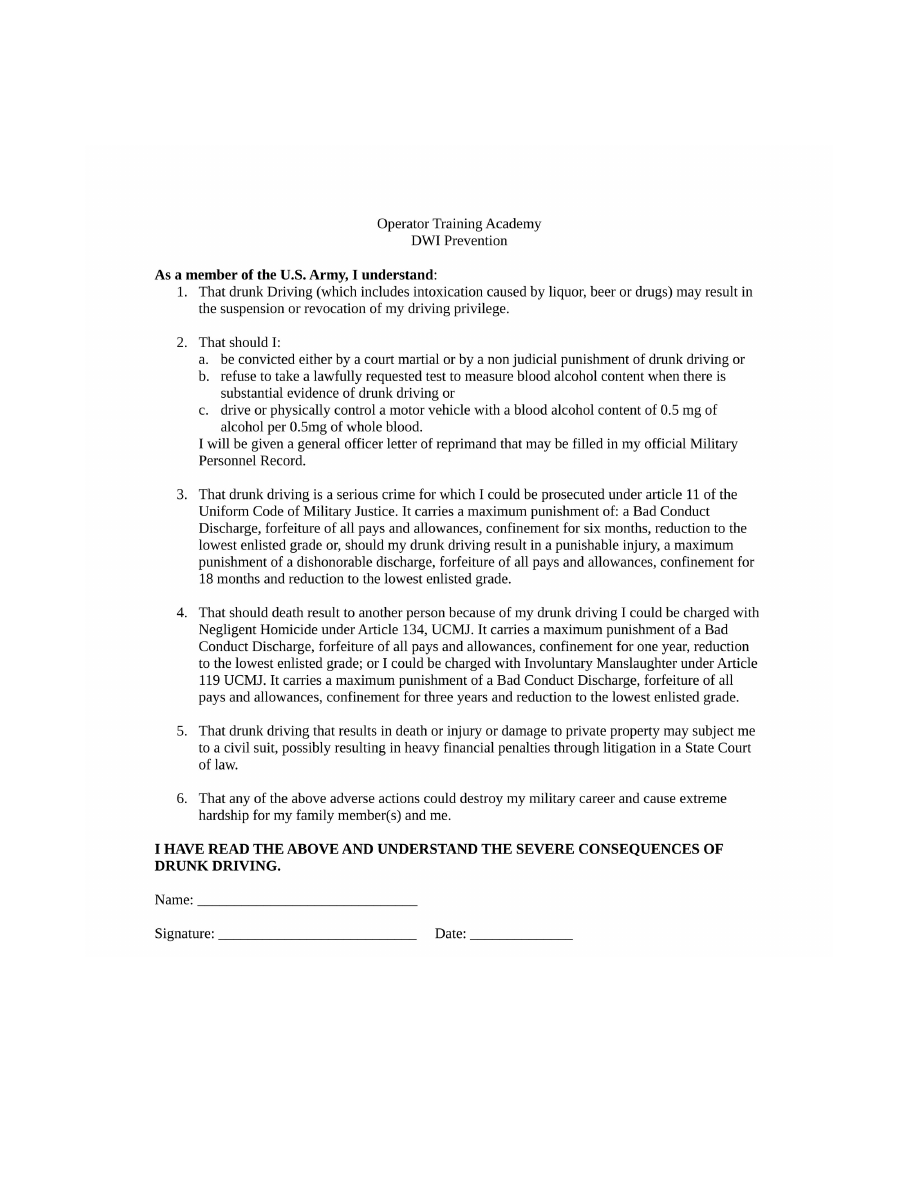 Operator Training Academy
DWI Prevention
As a member of the U.S. Army, I understand:
1. That drunk Driving (which includes intoxication caused by liquor, beer or drugs) may result in
the suspension or revocation of my driving privilege.
2. That should I:
a. be convicted either by a court martial or by a non judicial punishment of drunk driving or
b. refuse to take a lawfully requested test to measure blood alcohol content when there is
substantial evidence of drunk driving or
c. drive or physically control a motor vehicle with a blood alcohol content of 0.5 mg of
alcohol per 0.5mg of whole blood.
I will be given a general officer letter of reprimand that may be filled in my official Military
Personnel Record.
3. That drunk driving is a serious crime for which I could be prosecuted under article 11 of the
Uniform Code of Military Justice. It carries a maximum punishment of: a Bad Conduct
Discharge, forfeiture of all pays and allowances, confinement for six months, reduction to the
lowest enlisted grade or, should my drunk driving result in a punishable injury, a maximum
punishment of a dishonorable discharge, forfeiture of all pays and allowances, confinement for
18 months and reduction to the lowest enlisted grade.
4. That should death result to another person because of my drunk driving I could be charged with
Negligent Homicide under Article 134, UCMJ. It carries a maximum punishment of a Bad
Conduct Discharge, forfeiture of all pays and allowances, confinement for one year, reduction
to the lowest enlisted grade; or I could be charged with Involuntary Manslaughter under Article
119 UCMJ. It carries a maximum punishment of a Bad Conduct Discharge, forfeiture of all
pays and allowances, confinement for three years and reduction to the lowest enlisted grade.
5. That drunk driving that results in death or injury or damage to private property may subject me
to a civil suit, possibly resulting in heavy financial penalties through litigation in a State Court
of law.
6. That any of the above adverse actions could destroy my military career and cause extreme
hardship for my family member(s) and me.
I HAVE READ THE ABOVE AND UNDERSTAND THE SEVERE CONSEQUENCES OF
DRUNK DRIVING.
Name: ______________________________
Signature: ___________________________ Date: ______________